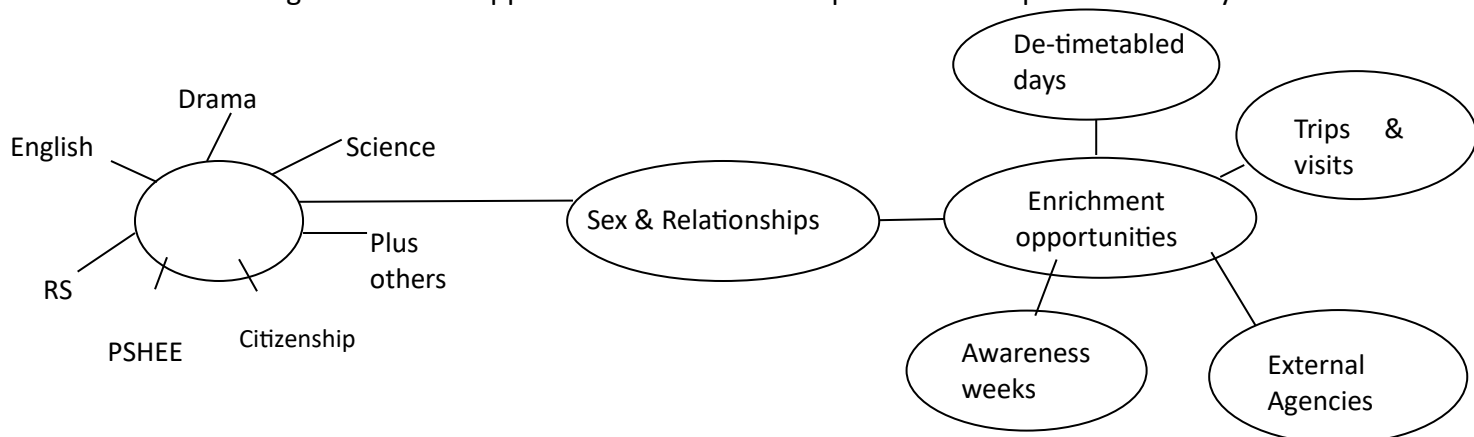 De-timetabled
days
Drama
Trips &
visits
English
Science
Enrichment
opportunities
Sex & Relationships
Plus
others
RS
PSHEE
Citizenship
Awareness
weeks
External
Agencies